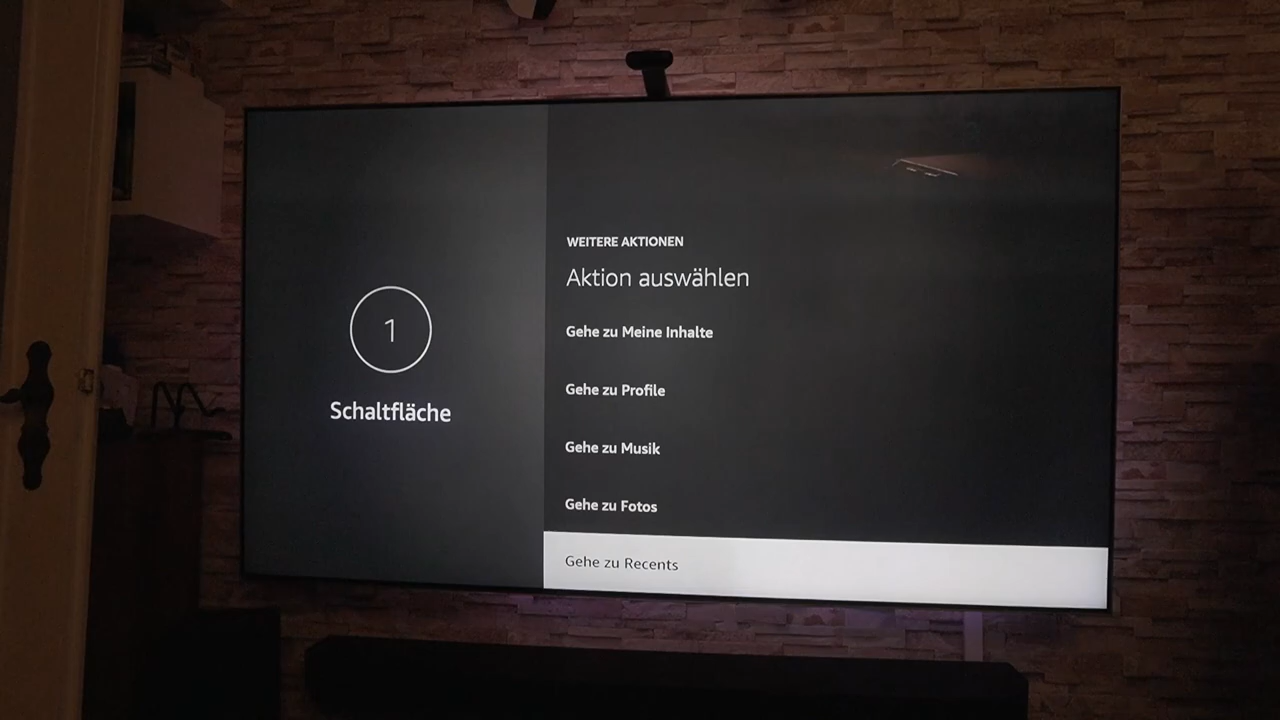 1
Schaltfläche
WEITERE AKTIONEN
Aktion auswählen
Gehe zu Meine Inhalte
Gehe zu Profile
Gehe zu Musik
Gehe zu Fotos
Gehe zu Recents